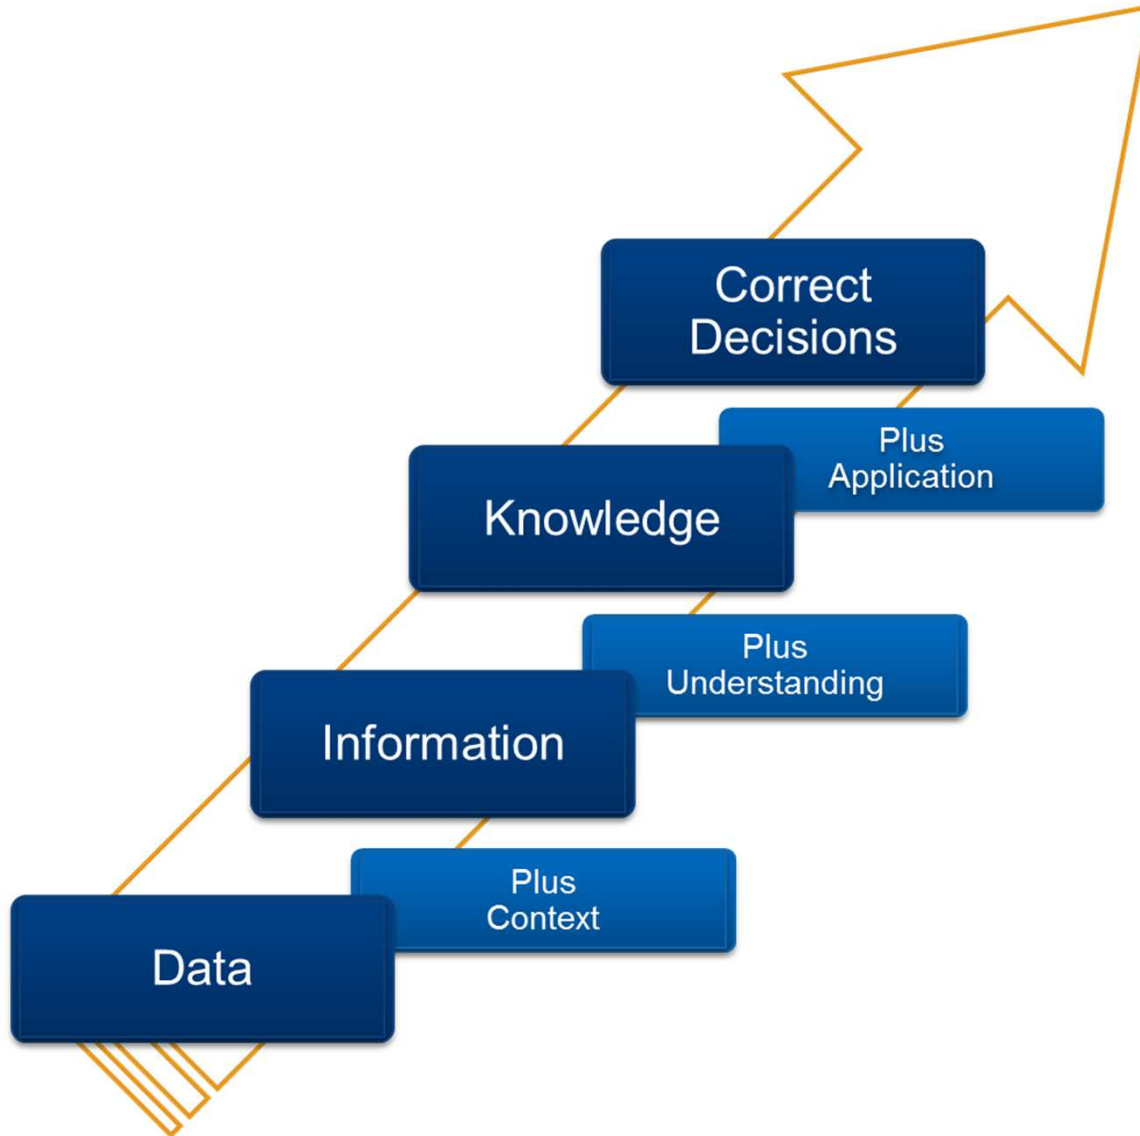 Correct
Decisions
Plus
Application
Knowledge
Plus
Understanding
Information
Plus
Context
Data